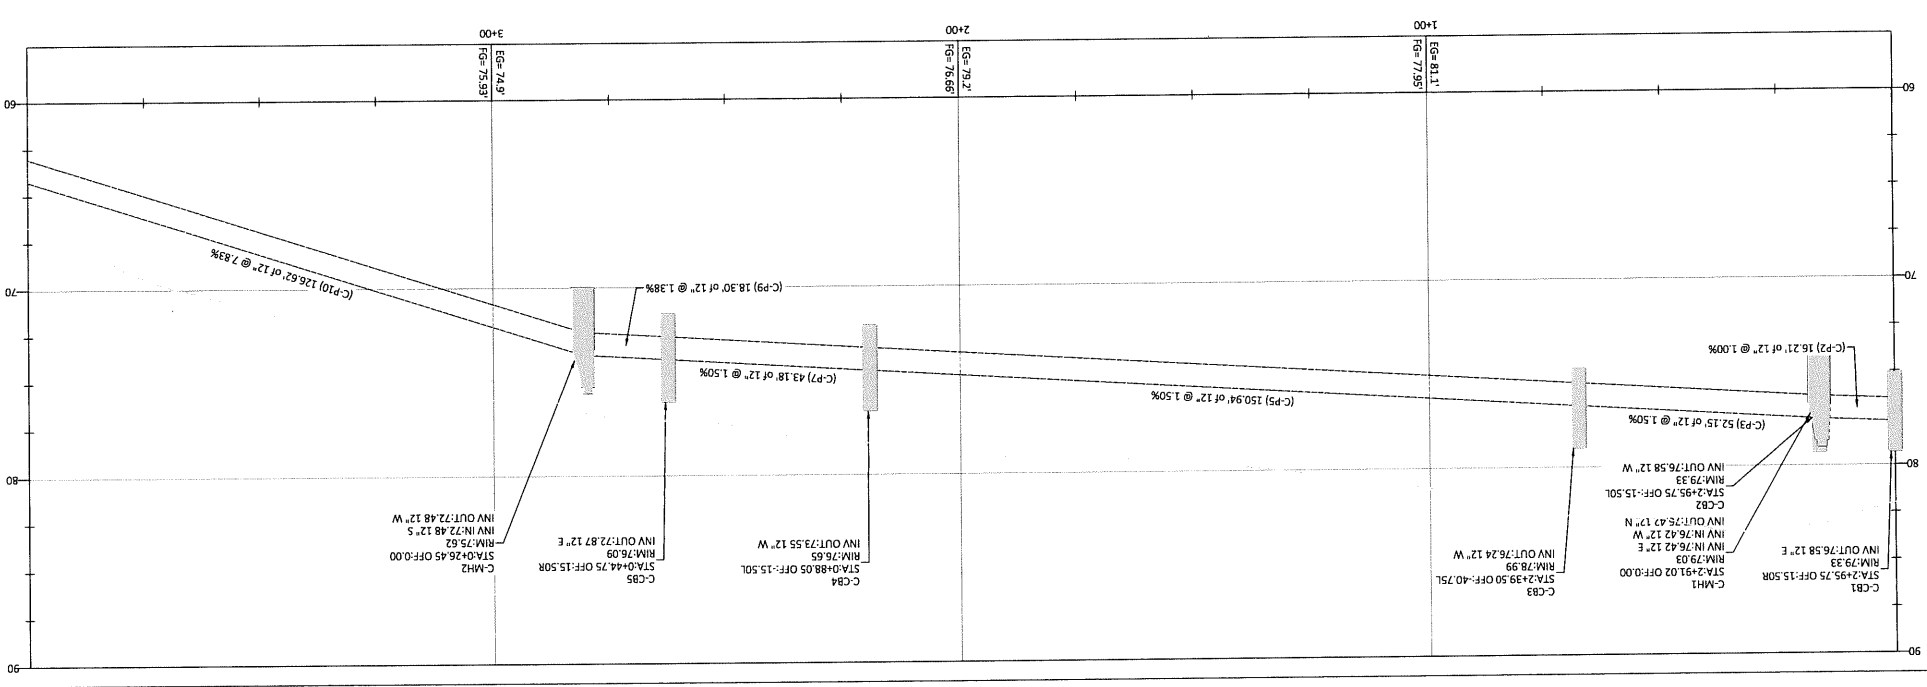 90
90
C-CB1
STA:2+95.75 OFF:15.50R
RIM:79.33
INV OUT:76.58 12" E
C-MH1
STA:2+91.02 OFF:0.00
RIM:79.03
INV IN:76.42 12" E
INV IN:76.42 12" W
INV OUT:75.47 12" N
C-CB2
STA:2+95.75 OFF:-15.50L
RIM:79.33
INV OUT:76.58 12" W
C-CB3
STA:2+39.50 OFF:-40.75L
RIM:78.99
INV OUT:76.24 12" W
C-CB4
STA:0+88.05 OFF:-15.50L
RIM:76.65
INV OUT:73.55 12" W
C-CB5
STA:0+44.75 OFF:15.50R
RIM:76.09
INV OUT:72.87 12" E
C-MH2
STA:0+26.45 OFF:0.00
RIM:75.62
INV IN:72.48 12" S
INV OUT:72.48 12" W
80
80
(C-P3) 52.15' of 12" @ 1.50%
(C-P5) 150.94' of 12" @ 1.50%
(C-P7) 43.18' of 12" @ 1.50%
(C-P2) 16.21' of 12" @ 1.00%
(C-P9) 18.30' of 12" @ 1.38%
(C-P10) 126.62' of 12" @ 7.83%
70
70
60
60
EG= 81.1'
FG= 77.95'
EG= 79.2'
FG= 76.66'
EG= 74.9'
FG= 75.93'
1+00
2+00
3+00